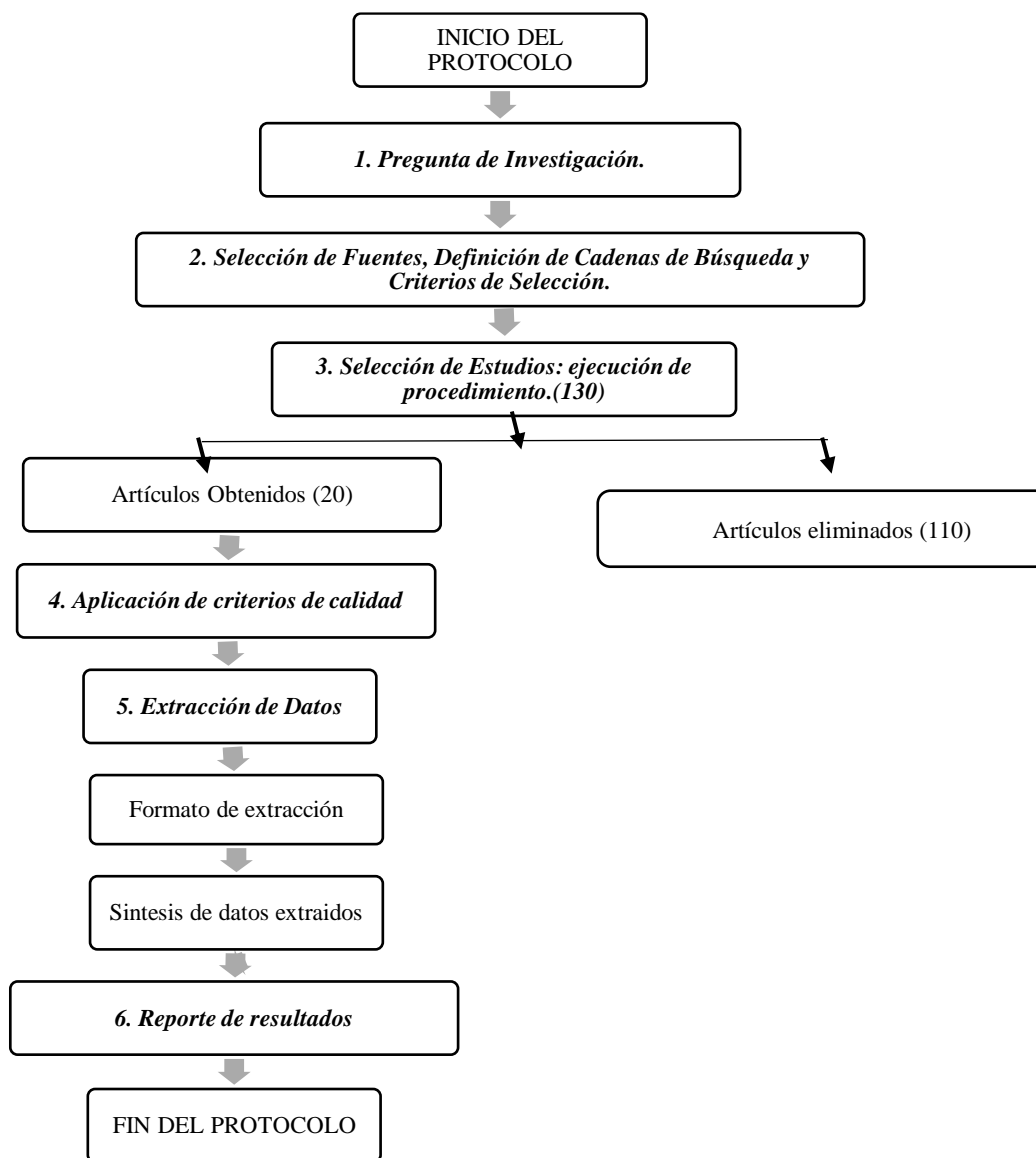 INICIO DEL
PROTOCOLO
1. Pregunta de Investigación.
2. Selección de Fuentes, Definición de Cadenas de Búsqueda y
Criterios de Selección.
3. Selección de Estudios: ejecución de
procedimiento.(130)
Artículos Obtenidos (20)
Artículos eliminados (110)
4. Aplicación de criterios de calidad
5. Extracción de Datos
Formato de extracción
Sintesis de datos extraidos
6. Reporte de resultados
FIN DEL PROTOCOLO